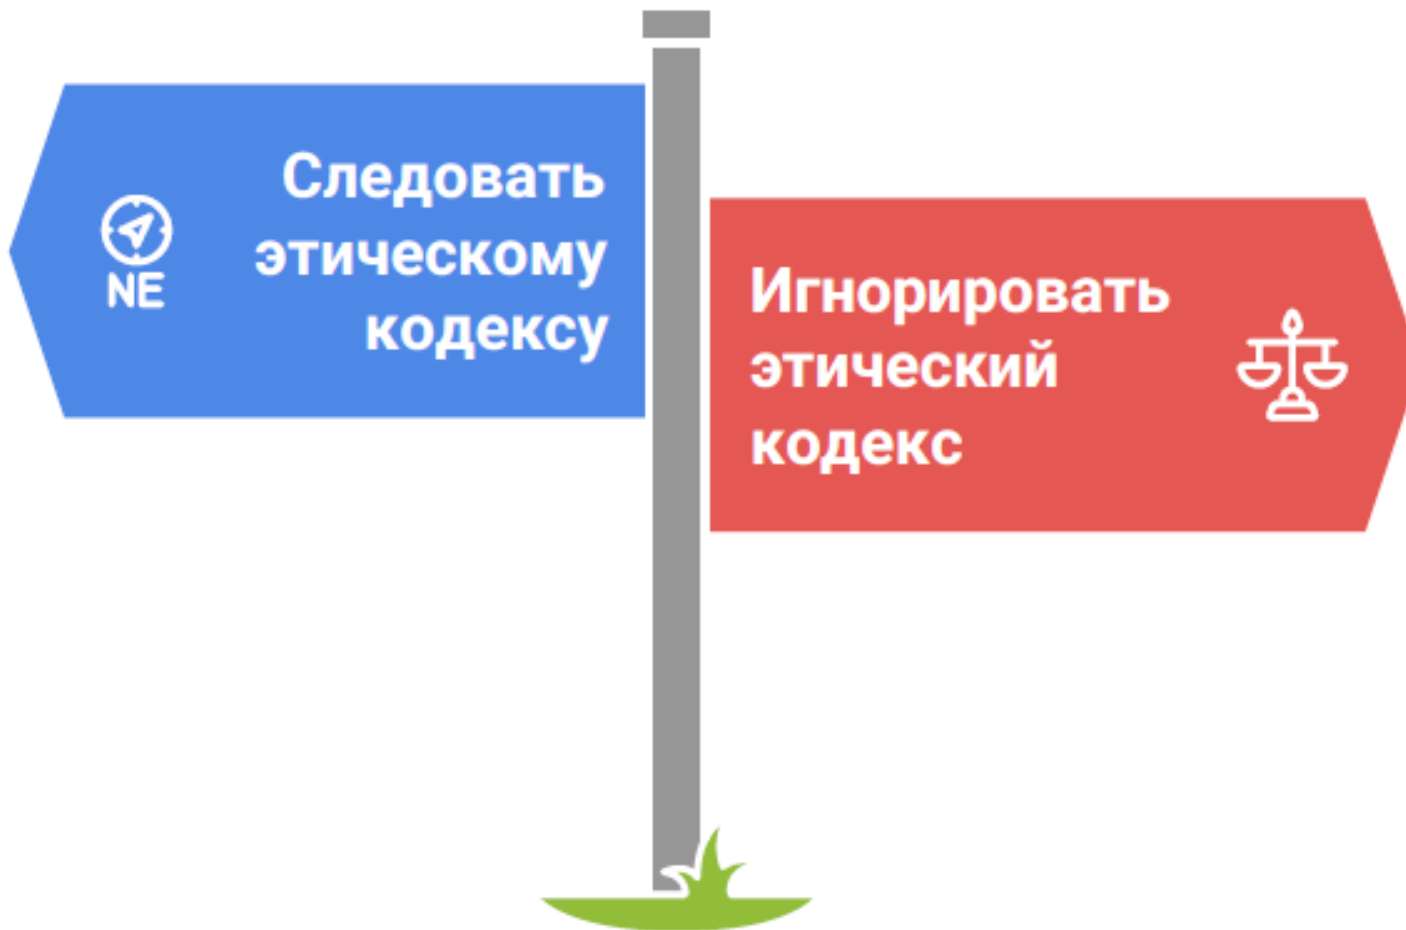 Следовать
этическому
кодексу
NE
Игнорировать
этический
кодекс